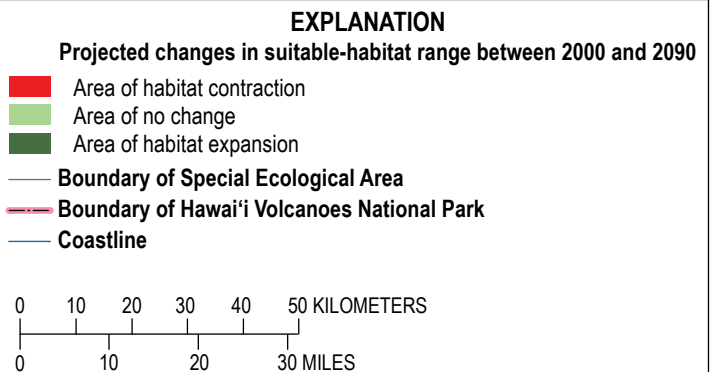 EXPLANATION
Projected changes in suitable-habitat range between 2000 and 2090
Area of habitat contraction
Area of no change
Area of habitat expansion
Boundary of Special Ecological Area
Boundary of Hawai‘i Volcanoes National Park
Coastline
0 10 20 30 40 50 KILOMETERS
0 10 20 30 MILES